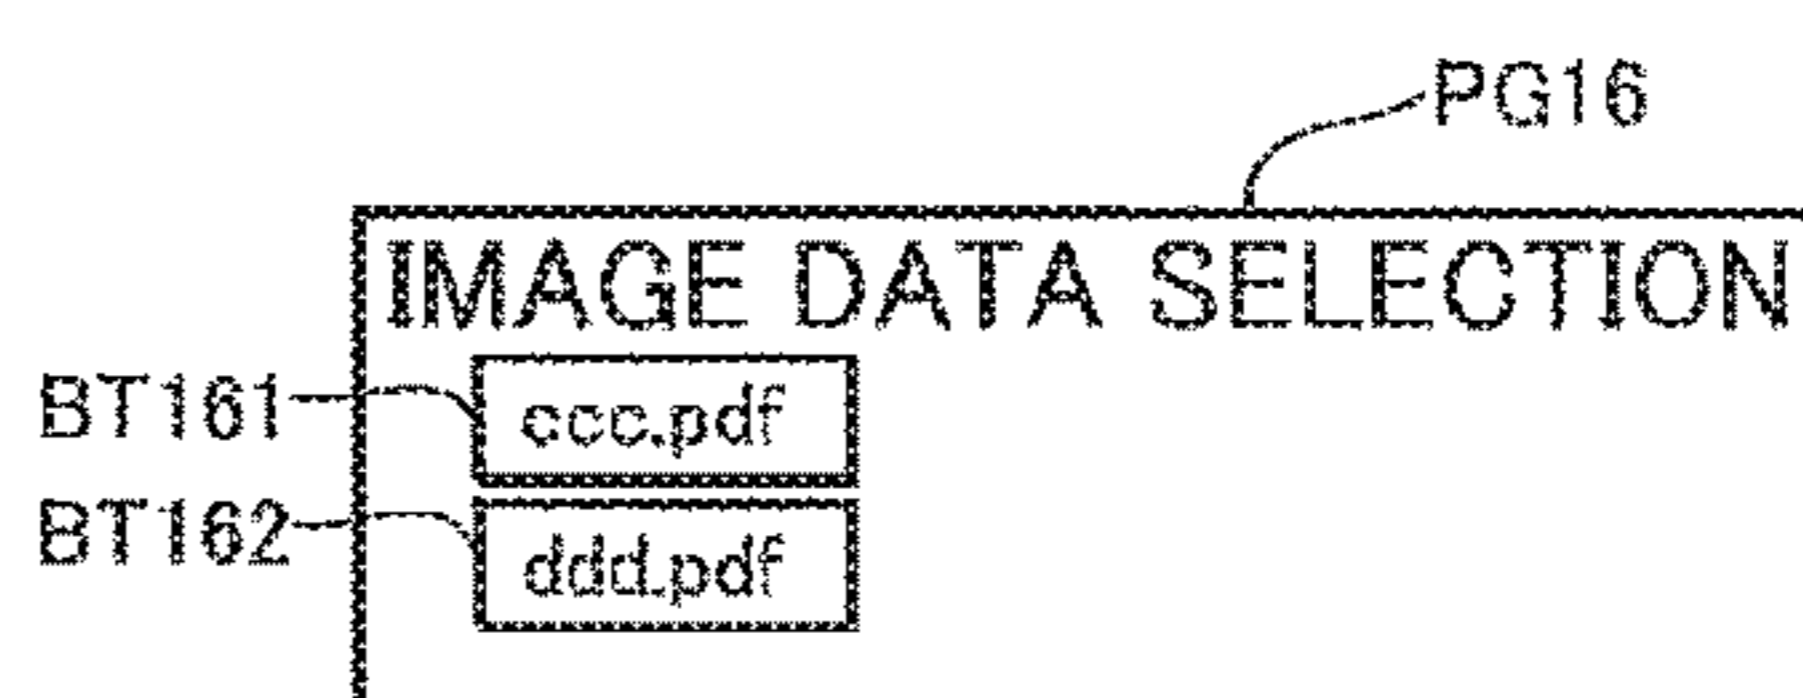 PG16
IMAGE DATA SELECTION
BT161
ccc.pdf
BT162
ddd.pdf